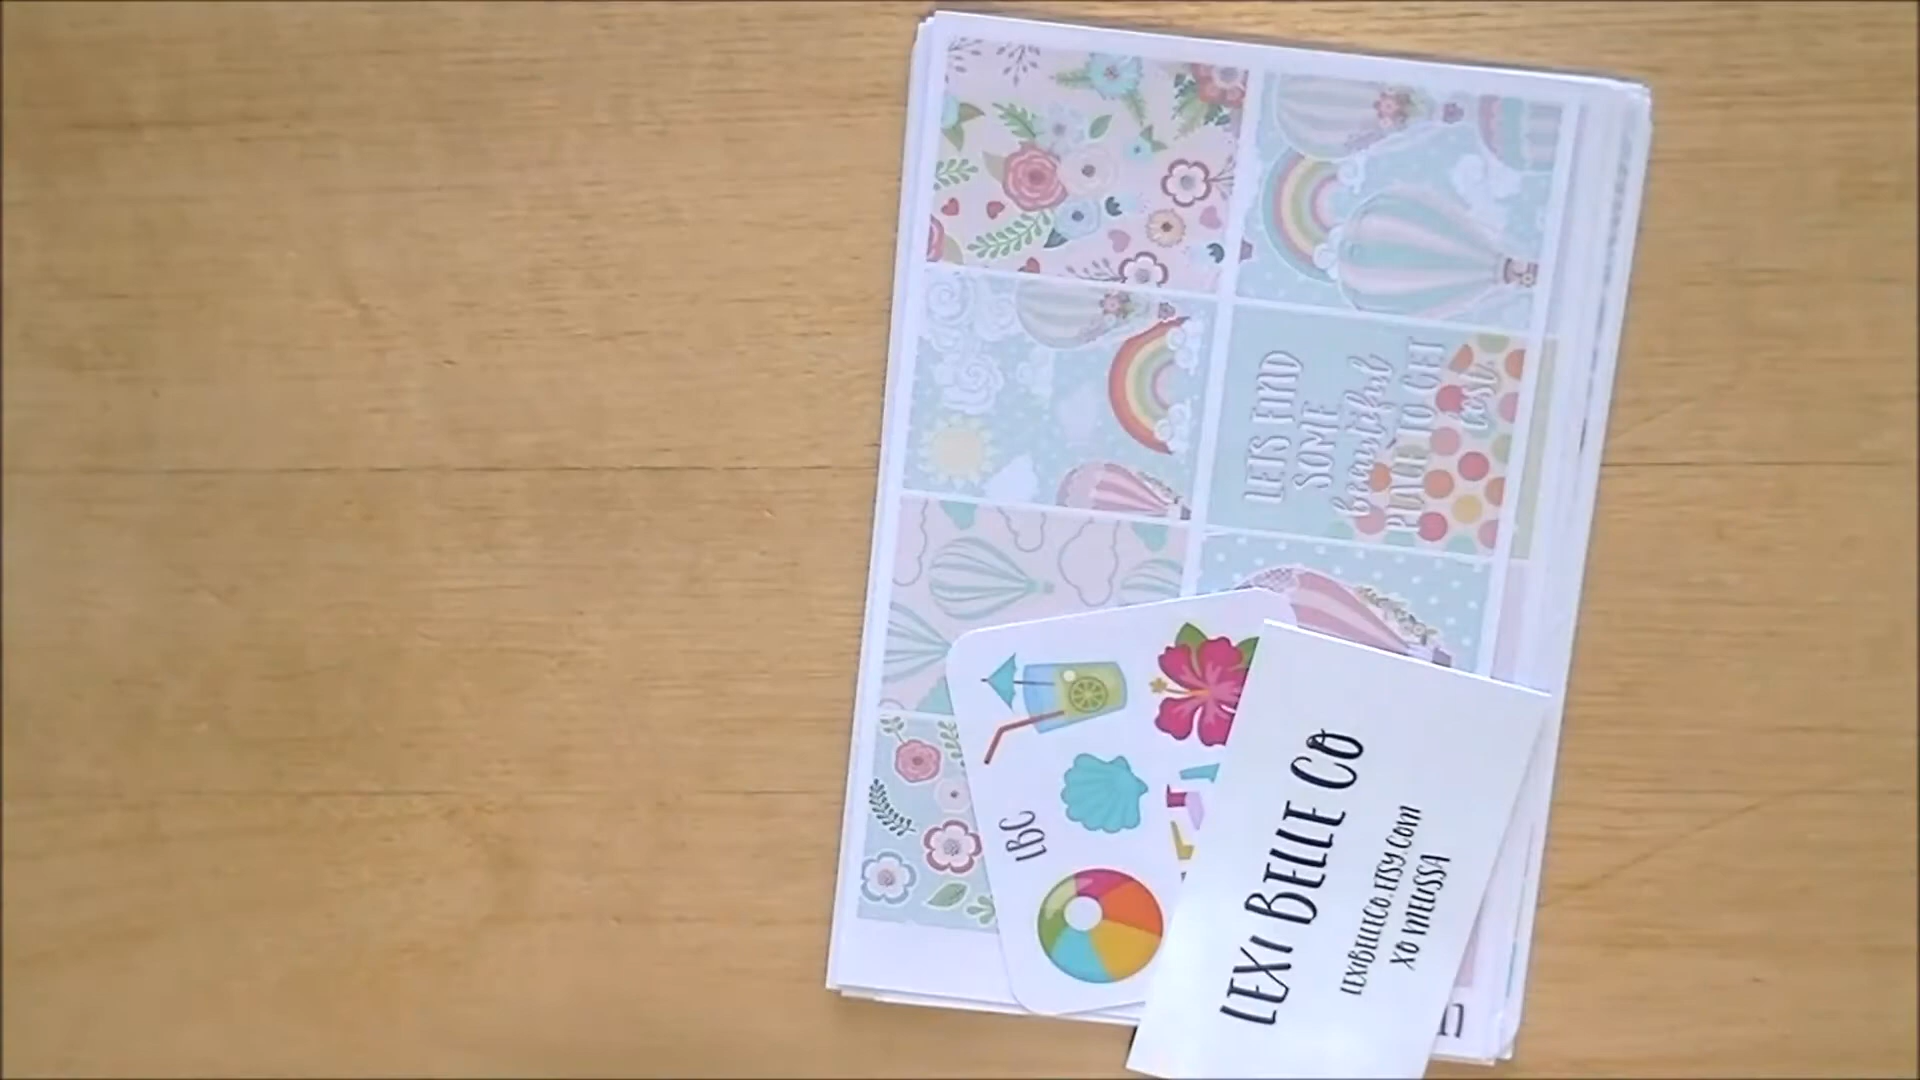 LETS FIND
SOME
beautiful
PLACE TO GET
lost
LBC
LEXI BELLE CO
LEXIBELLECO.ETSY.COM
XO MELISSA